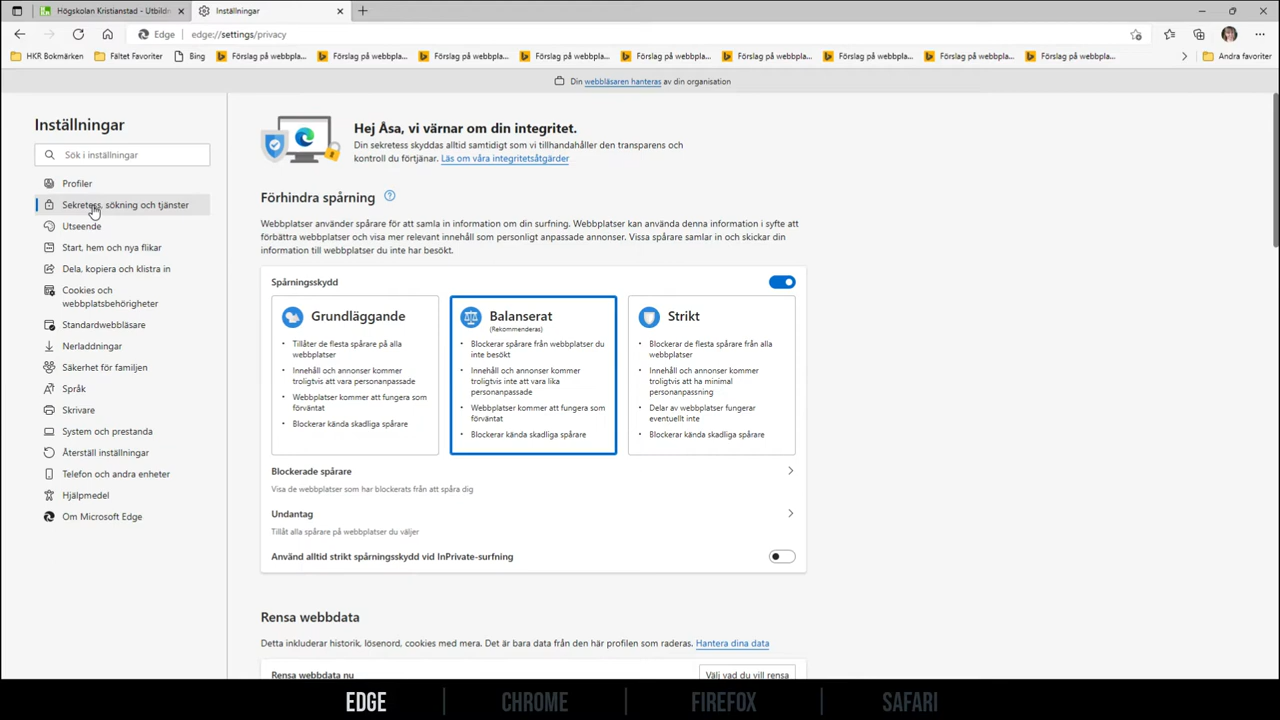 Högskolan Kristianstad - Utbild
Inställningar
Edge
edge://settings/privacy
HKR Bokmärken
Fältet Favoriter
Bing
Förslag på webbpla...
Förslag på webbpla...
Förslag på webbpla...
Förslag på webbpla...
Förslag på webbpla...
Förslag på webbpla...
Förslag på webbpla...
Förslag på webbpla...
Förslag på webbpla...
Andra favoriter
Din webbläsaren hanteras av din organisation
Inställningar
Sök i inställningar
Profiler
Sekretess, sökning och tjänster
Utseende
Start, hem och nya flikar
Dela, kopiera och klistra in
Cookies och
webbplatsbehörigheter
Standardwebbläsare
Nerladdningar
Säkerhet för familjen
Språk
Skrivare
System och prestanda
Återställ inställningar
Telefon och andra enheter
Hjälpmedel
Om Microsoft Edge
Hej Åsa, vi värnar om din integritet.
Din sekretess skyddas alltid samtidigt som vi tillhandahåller den transparens och
kontroll du förtjänar. Läs om våra integritetsåtgärder
Förhindra spårning
Webbplatser använder spårare för att samla in information om din surfning. Webbplatser kan använda denna information i syfte att
förbättra webbplatser och visa mer relevant innehåll som personligt anpassade annonser. Vissa spårare samlar in och skickar din
information till webbplatser du inte har besökt.
Spårningsskydd
Grundläggande
• Tillåter de flesta spårare på alla
webbplatser
• Innehåll och annonser kommer
troligtvis att vara personanpassade
• Webbplatser kommer att fungera som
förväntat
• Blockerar kända skadliga spårare
Balanserat
(Rekommenderas)
• Blockerar spårare från webbplatser du
inte besökt
• Innehåll och annonser kommer
troligtvis inte att vara lika
personanpassade
• Webbplatser kommer att fungera som
förväntat
• Blockerar kända skadliga spårare
Strikt
• Blockerar de flesta spårare från alla
webbplatser
• Innehåll och annonser kommer
troligtvis att ha minimal
personanpassning
• Delar av webbplatser fungerar
eventuellt inte
• Blockerar kända skadliga spårare
Blockerade spårare
Visa de webbplatser som har blockerats från att spåra dig
Undantag
Tillåt alla spårare på webbplatser du väljer
Använd alltid strikt spårningsskydd vid InPrivate-surfning
Rensa webbdata
Detta inkluderar historik, lösenord, cookies med mera. Det är bara data från den här profilen som raderas. Hantera dina data
Rensa webbdata nu
Välj vad du vill rensa
EDGE
CHROME
FIREFOX
SAFARI